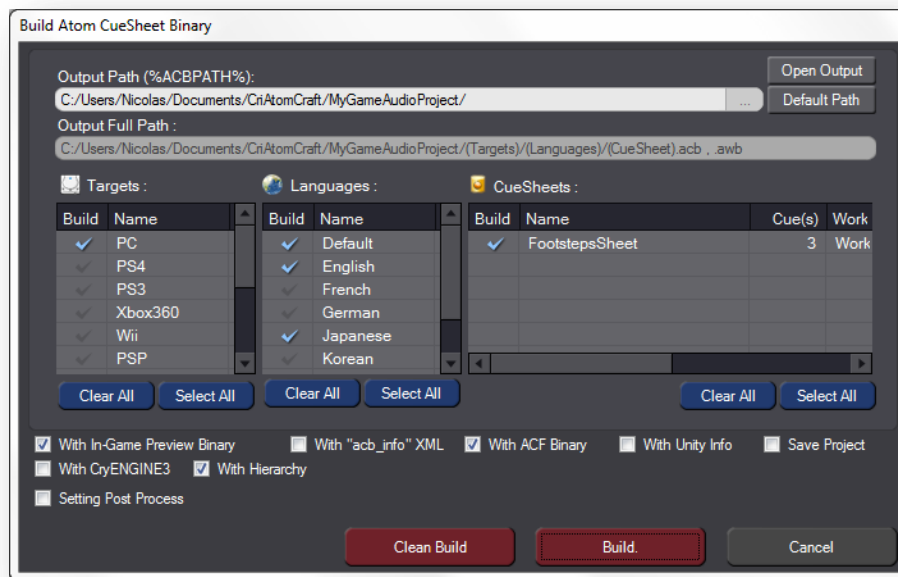 Build Atom CueSheet Binary
Output Path (%ACBPATH%):
Open Output
C:/Users/Nicolas/Documents/CriAtomCraft/MyGameAudioProject/
...
Default Path
Output Full Path :
C:/Users/Nicolas/Documents/CriAtomCraft/MyGameAudioProject/(Targets)/(Languages)/(CueSheet).acb , .awb
Targets :
Build Name
PC
PS4
PS3
Xbox360
Wii
PSP
Clear All Select All
Languages :
Build Name
Default
English
French
German
Japanese
Korean
Clear All Select All
CueSheets :
Build Name Cue(s) Work
FootstepsSheet 3 Work
Clear All Select All
With In-Game Preview Binary With "acb_info" XML With ACF Binary With Unity Info Save Project
With CryENGINE3 With Hierarchy
Setting Post Process
Clean Build Build. Cancel